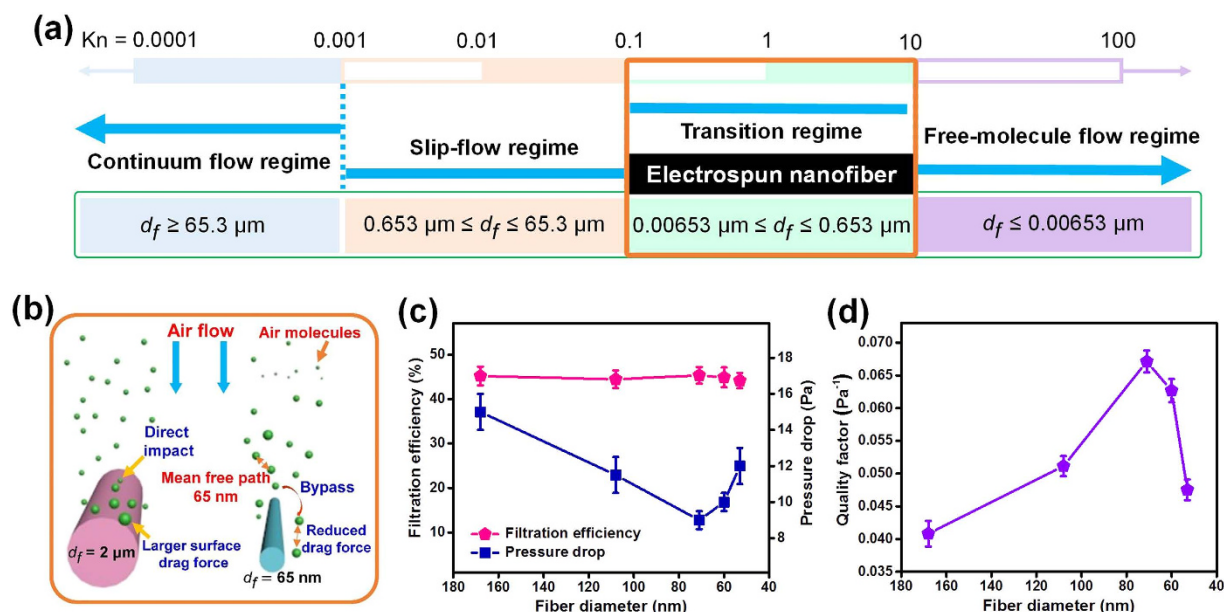 (a)
Kn = 0.0001 0.001 0.01 0.1 1 10 100
Continuum flow regime
Slip-flow regime
Transition regime
Free-molecule flow regime
Electrospun nanofiber
d_f ≥ 65.3 μm
0.653 μm ≤ d_f ≤ 65.3 μm
0.00653 μm ≤ d_f ≤ 0.653 μm
d_f ≤ 0.00653 μm
(b)
Air flow
Air molecules
Direct
impact
Mean free path
65 nm
Bypass
Larger surface
drag force
Reduced
drag force
d_f = 2 μm
d_f = 65 nm
(c)
Filtration efficiency (%)
50
40
30
20
10
Pressure drop (Pa)
18
16
14
12
10
8
Filtration efficiency
Pressure drop
180 160 140 120 100 80 60 40
Fiber diameter (nm)
(d)
Quality factor (Pa⁻¹)
0.070
0.065
0.060
0.055
0.050
0.045
0.040
0.035
180 160 140 120 100 80 60 40
Fiber diameter (nm)